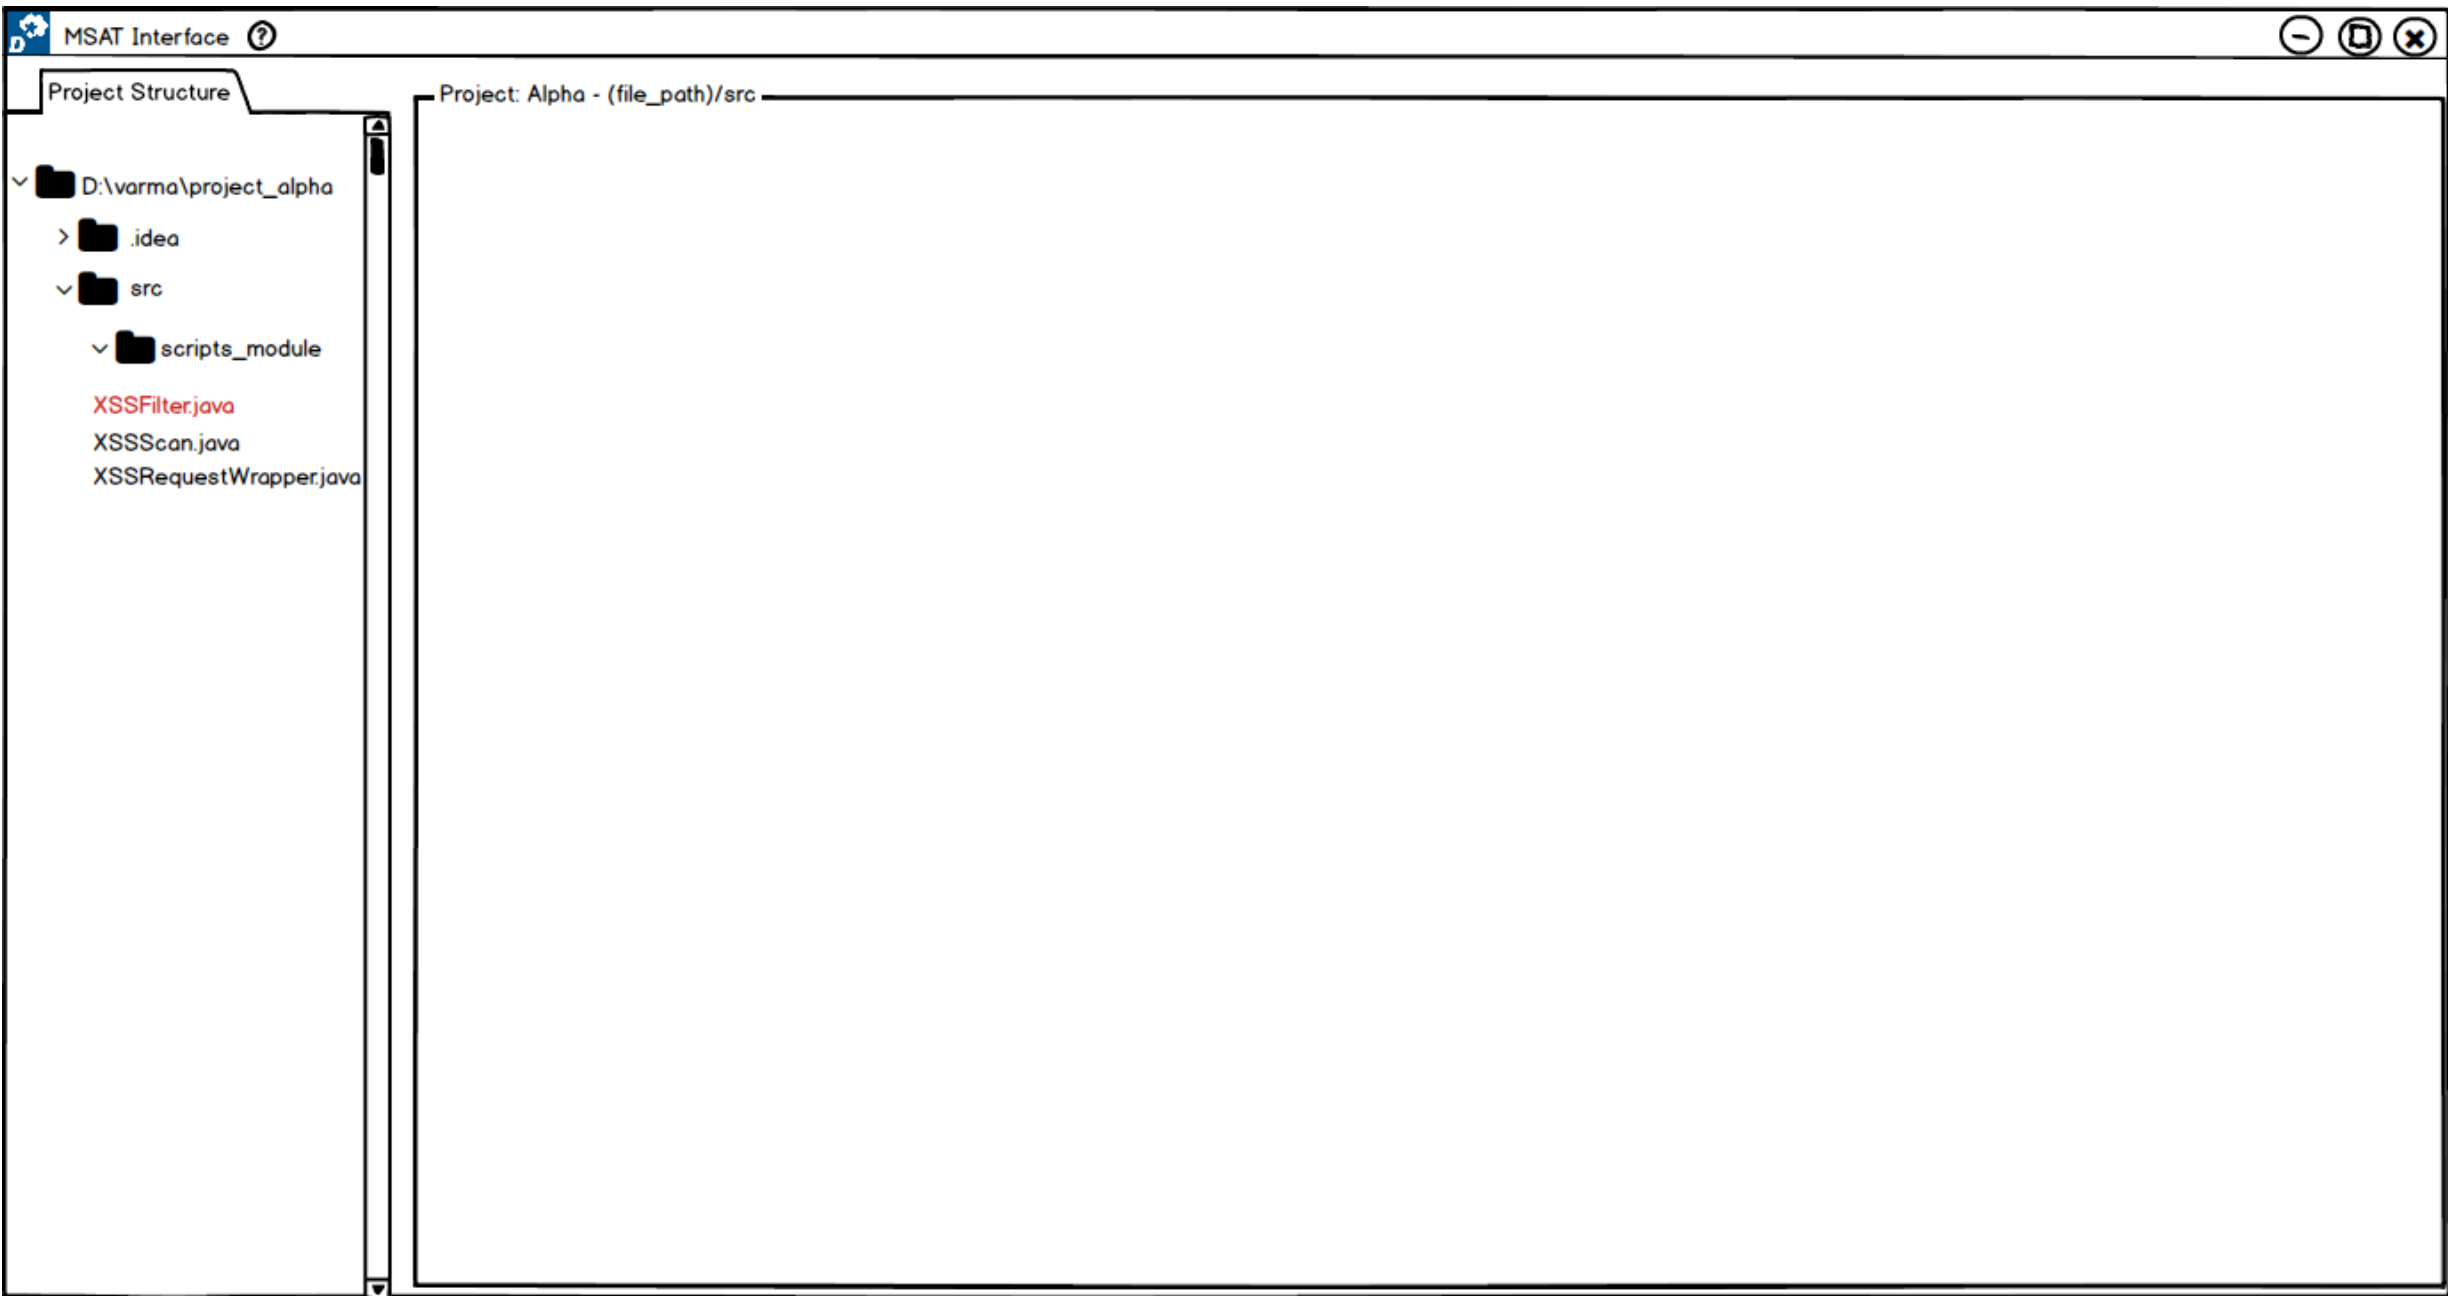 D
MSAT Interface ?
Project Structure
Project: Alpha - (file_path)/src
D:\varma\project_alpha
.idea
src
scripts_module
XSSFilter.java
XSSScan.java
XSSRequestWrapper.java